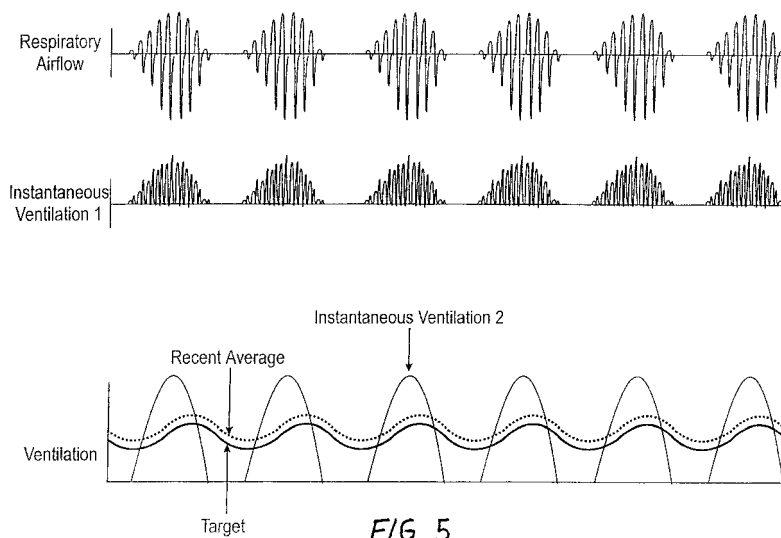 Respiratory
Airflow
Instantaneous
Ventilation 1
Instantaneous Ventilation 2
Recent Average
Ventilation
Target
FIG. 5